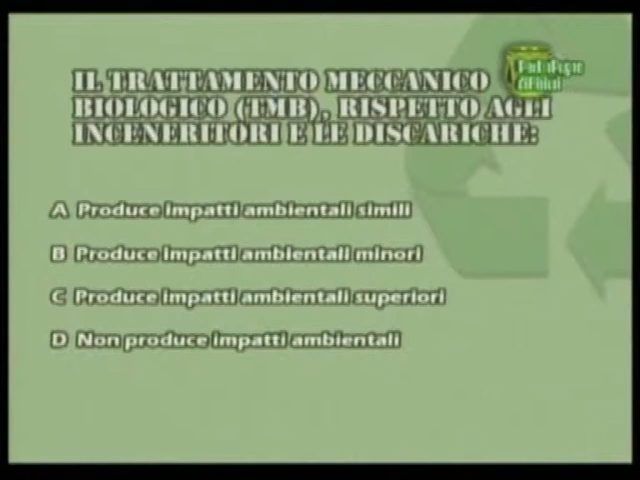 IL TRATTAMENTO MECCANICO
BIOLOGICO (TMB), RISPETTO AGLI
INCENERITORI E LE DISCARICHE:
A Produce impatti ambientali simili
B Produce impatti ambientali minori
C Produce impatti ambientali superiori
D Non produce impatti ambientali